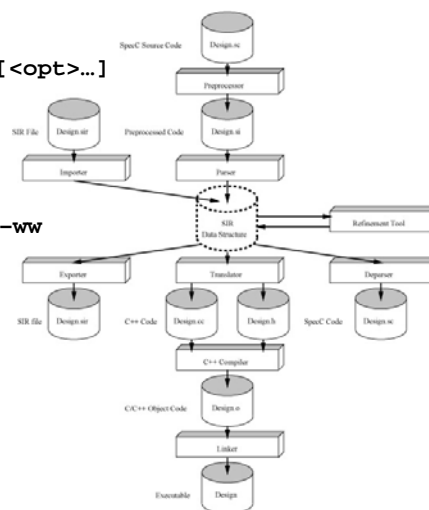 SpecC Source Code
Design.sc
[<opt>…]
Preprocessor
SIR File
Design.sir
Preprocessed Code
Design.si
Importer
Parser
SIR
Data Structure
Refinement Tool
-ww
Exporter
Translator
Deparser
SIR file
Design.sir
C++ Code
Design.cc
Design.h
SpecC Code
Design.sc
C++ Compiler
C/C++ Object Code
Design.o
Linker
Executable
Design